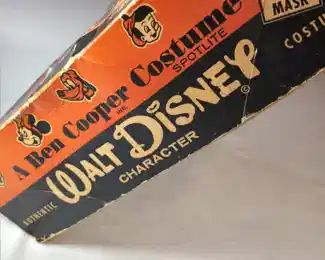 MASK
COSTU
A Ben Cooper Costume
INC.
SPOTLITE
AUTHENTIC WALT DISNEY ©
CHARACTER